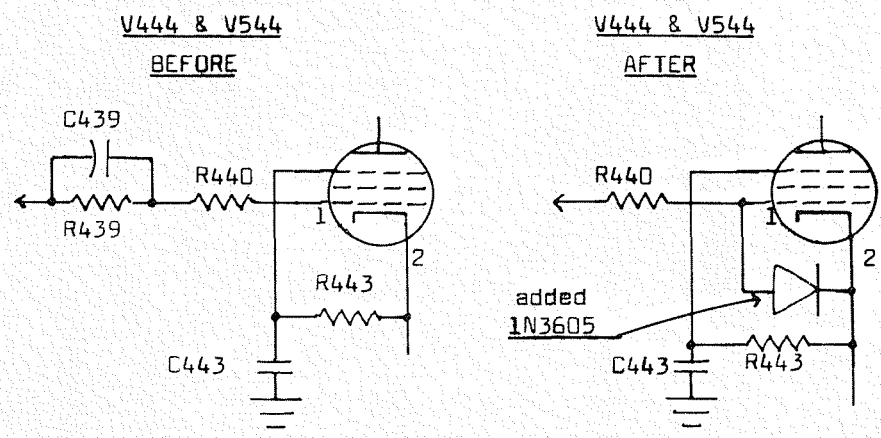 V444 & V544
BEFORE
C439
R439
R440
1
2
R443
C443
V444 & V544
AFTER
R440
1
2
added
1N3605
C443
R443